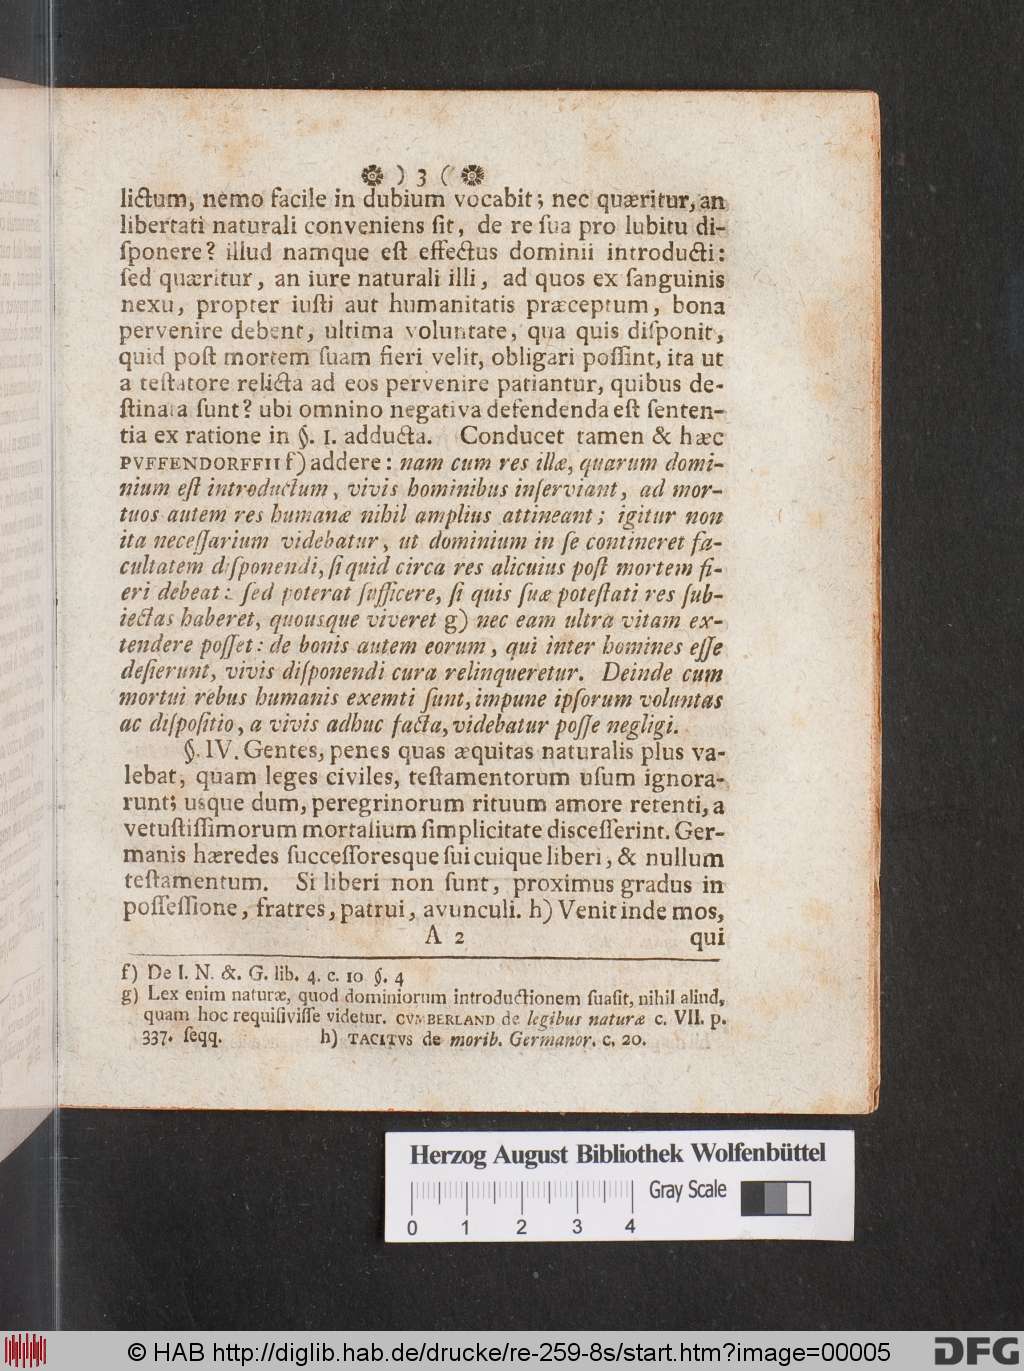 ❁ ) 3 ( ❁
lictum, nemo facile in dubium vocabit; nec quæritur, an
libertati naturali conveniens ſit, de re ſua pro lubitu di-
ſponere? illud namque eſt effectus dominii introducti:
ſed quæritur, an iure naturali illi, ad quos ex ſanguinis
nexu, propter iuſti aut humanitatis præceptum, bona
pervenire debent, ultima voluntate, qua quis diſponit,
quid poſt mortem ſuam fieri velit, obligari poſſint, ita ut
a teſtatore relicta ad eos pervenire patiantur, quibus de-
ſtinata ſunt? ubi omnino negativa defendenda eſt ſenten-
tia ex ratione in §. I. adducta. Conducet tamen & hæc
PVFFENDORFFII f) addere: nam cum res illæ, quarum domi-
nium eſt introductum, vivis hominibus inſerviant, ad mor-
tuos autem res humanæ nihil amplius attineant; igitur non
ita neceſſarium videbatur, ut dominium in ſe contineret fa-
cultatem diſponendi, ſi quid circa res alicuius poſt mortem fi-
eri debeat: ſed poterat ſufficere, ſi quis ſuæ poteſtati res ſub-
iectas haberet, quousque viveret g) nec eam ultra vitam ex-
tendere poſſet: de bonis autem eorum, qui inter homines eſſe
deſierunt, vivis diſponendi cura relinqueretur. Deinde cum
mortui rebus humanis exemti ſunt, impune ipſorum voluntas
ac diſpoſitio, a vivis adhuc facta, videbatur poſſe negligi.
§. IV. Gentes, penes quas æquitas naturalis plus va-
lebat, quam leges civiles, teſtamentorum uſum ignora-
runt; usque dum, peregrinorum rituum amore retenti, a
vetuſtiſſimorum mortalium ſimplicitate diſceſſerint. Ger-
manis hæredes ſucceſſoresque ſui cuique liberi, & nullum
teſtamentum. Si liberi non ſunt, proximus gradus in
poſſeſſione, fratres, patrui, avunculi. h) Venit inde mos,
A 2 qui
f) De I. N. &. G. lib. 4. c. 10 §. 4
g) Lex enim naturæ, quod dominiorum introductionem ſuaſit, nihil aliud,
quam hoc requiſiviſſe videtur. CVMBERLAND de legibus naturæ c. VII. p.
337. ſeqq. h) TACITVS de morib. Germanor. c. 20.
Herzog August Bibliothek Wolfenbüttel
Gray Scale
0 1 2 3 4
© HAB http://diglib.hab.de/drucke/re-259-8s/start.htm?image=00005
DFG